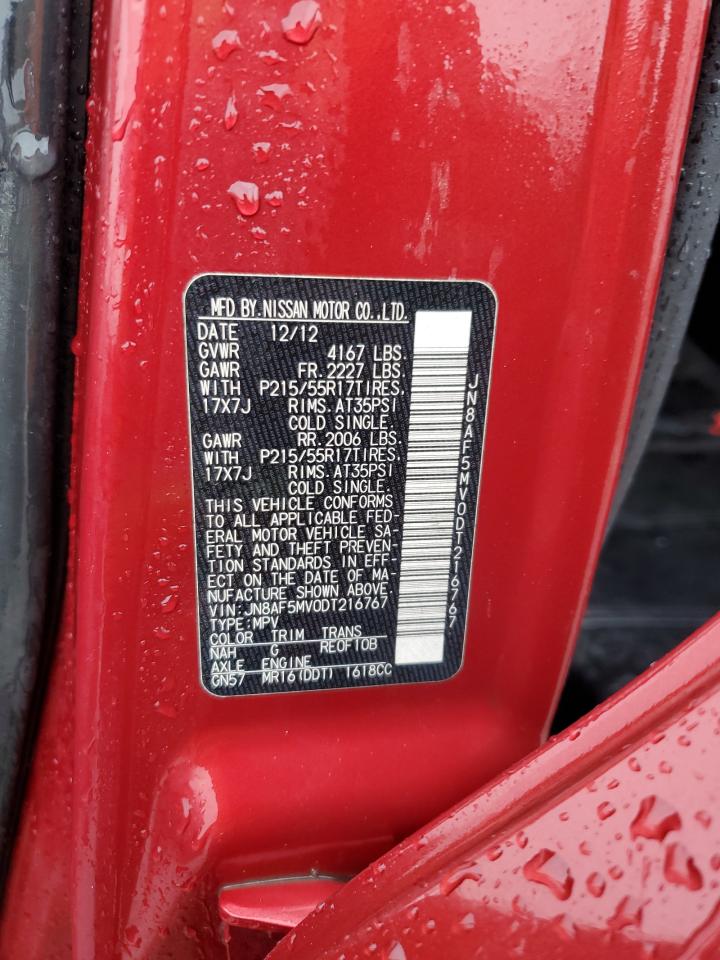 MFD BY.NISSAN MOTOR CO.,LTD.
DATE 12/12
GVWR 4167 LBS.
GAWR FR. 2227 LBS.
WITH P215/55R17TIRES,
17X7J RIMS.AT35PSI
COLD SINGLE.
GAWR RR. 2006 LBS.
WITH P215/55R17TIRES,
17X7J RIMS.AT35PSI
COLD SINGLE.
THIS VEHICLE CONFORMS
TO ALL APPLICABLE FED-
ERAL MOTOR VEHICLE SA-
FETY AND THEFT PREVEN-
TION STANDARDS IN EFF-
ECT ON THE DATE OF MA-
NUFACTURE SHOWN ABOVE.
VIN:JN8AF5MV0DT216767
TYPE:MPV
COLOR TRIM TRANS
NAH G RE0F10B
AXLE ENGINE
GN57 MR16(DDT) 1618CC
JN8AF5MV0DT216767